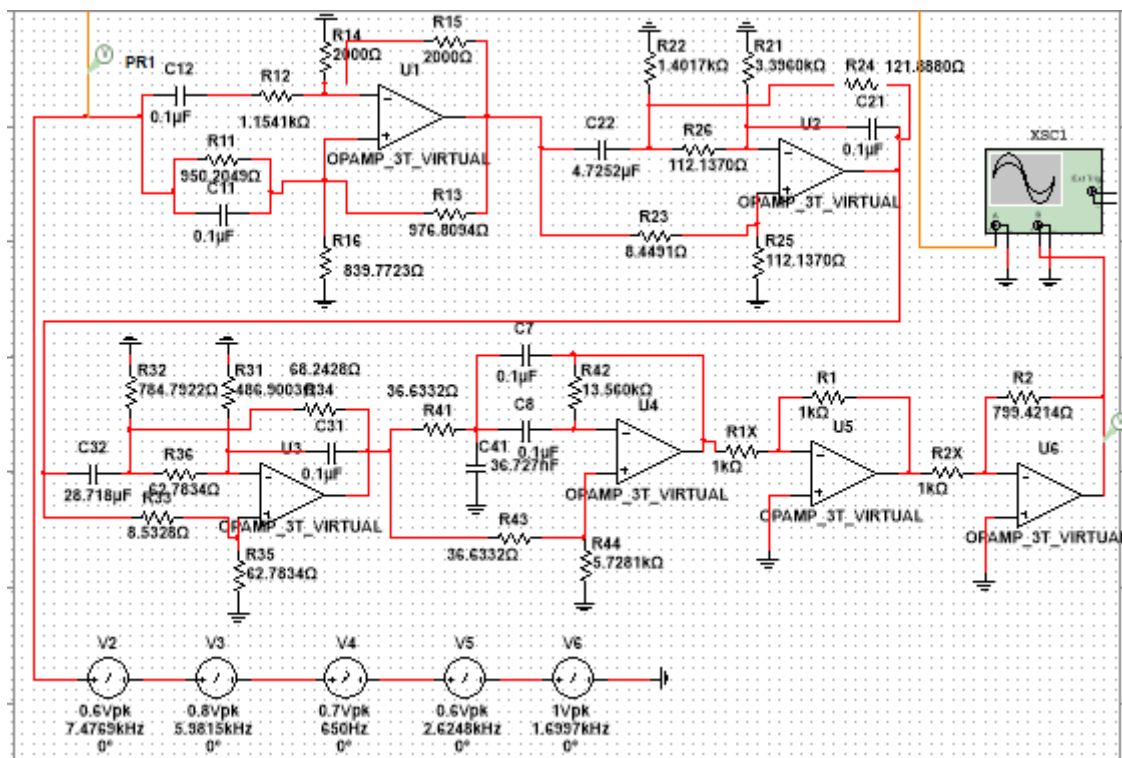 PR1
C12
0.1µF
R12
1.1541kΩ
R11
950.2049Ω
C11
0.1µF
R14
2000Ω
R15
2000Ω
U1
OPAMP_3T_VIRTUAL
R13
976.8094Ω
R16
839.7723Ω
C22
4.7252µF
R22
1.4017kΩ
R26
112.1370Ω
R21
3.3960kΩ
R24
121.8880Ω
C21
0.1µF
U2
OPAMP_3T_VIRTUAL
R23
8.4491Ω
R25
112.1370Ω
XSC1
Ext Trig
A
B
R32
784.7922Ω
R31
486.9003Ω
68.2428Ω
R34
C31
0.1µF
C32
28.718µF
R36
62.7834Ω
U3
OPAMP_3T_VIRTUAL
R33
8.5328Ω
R35
62.7834Ω
36.6332Ω
R41
C7
0.1µF
C8
0.1µF
C41
36.727nF
R42
13.560kΩ
U4
OPAMP_3T_VIRTUAL
R43
36.6332Ω
R44
5.7281kΩ
R1X
1kΩ
R1
1kΩ
U5
OPAMP_3T_VIRTUAL
R2X
1kΩ
R2
799.4214Ω
U6
OPAMP_3T_VIRTUAL
V2
0.6Vpk
7.4769kHz
0°
V3
0.8Vpk
5.9815kHz
0°
V4
0.7Vpk
650Hz
0°
V5
0.6Vpk
2.6248kHz
0°
V6
1Vpk
1.6997kHz
0°